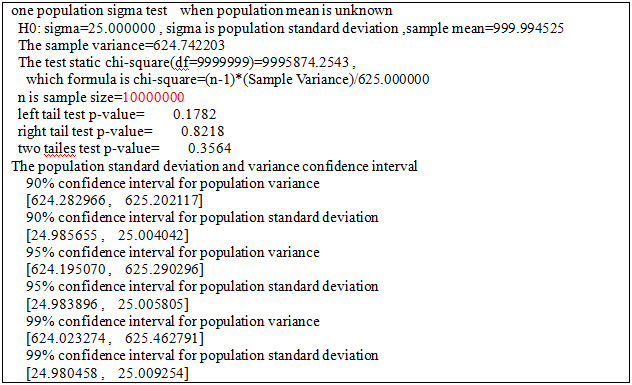 one population sigma test    when population mean is unknown
H0: sigma=25.000000 , sigma is population standard deviation ,sample mean=999.994525
The sample variance=624.742203
The test static chi-square(df=9999999)=9995874.2543 ,
which formula is chi-square=(n-1)*(Sample Variance)/625.000000
n is sample size=10000000
left tail test p-value=       0.1782
right tail test p-value=       0.8218
two tailes test p-value=       0.3564
The population standard deviation and variance confidence interval
90% confidence interval for population variance
[624.282966 ,   625.202117]
90% confidence interval for population standard deviation
[24.985655 ,   25.004042]
95% confidence interval for population variance
[624.195070 ,   625.290296]
95% confidence interval for population standard deviation
[24.983896 ,   25.005805]
99% confidence interval for population variance
[624.023274 ,   625.462791]
99% confidence interval for population standard deviation
[24.980458 ,   25.009254]